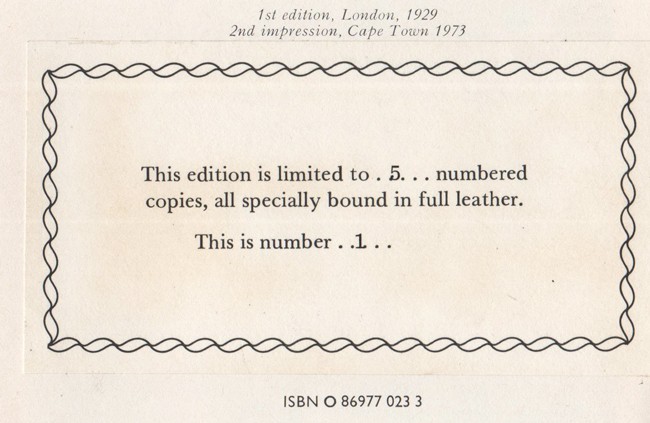 1st edition, London, 1929
2nd impression, Cape Town 1973
This edition is limited to . 5. . . numbered
copies, all specially bound in full leather.
This is number . .1 . .
ISBN O 86977 023 3